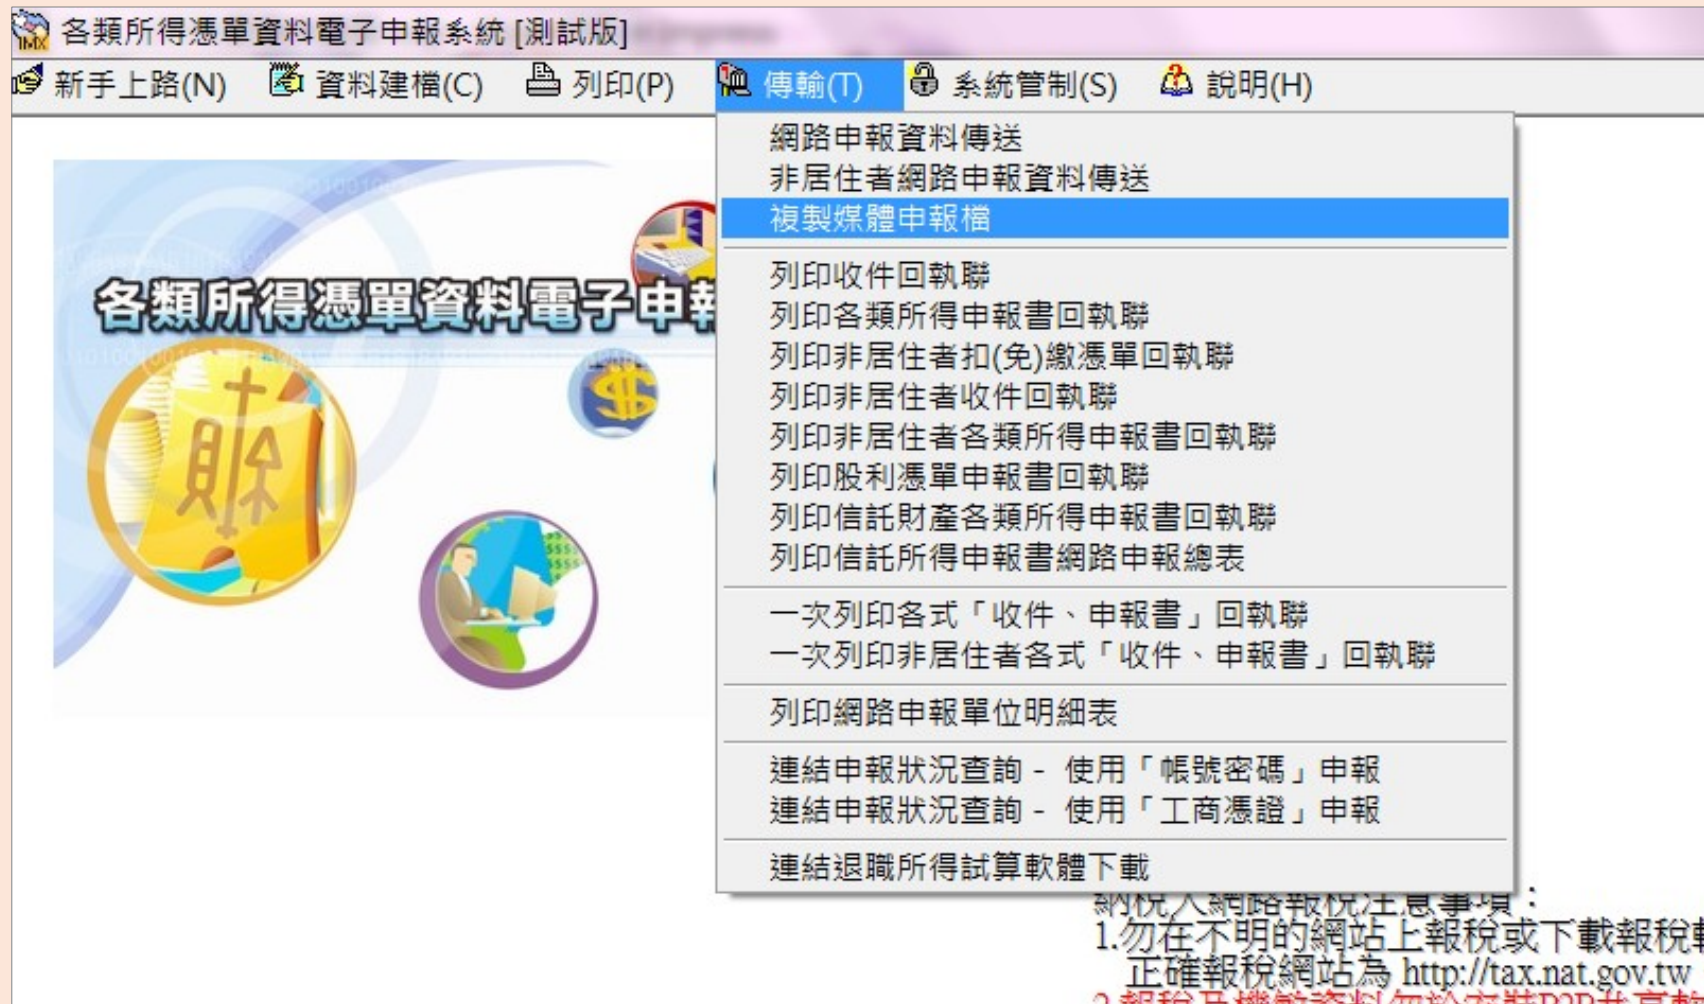 各類所得憑單資料電子申報系統 [測試版]
新手上路(N) 資料建檔(C) 列印(P) 傳輸(T) 系統管制(S) 說明(H)
網路申報資料傳送
非居住者網路申報資料傳送
複製媒體申報檔
列印收件回執聯
列印各類所得申報書回執聯
列印非居住者扣(免)繳憑單回執聯
列印非居住者收件回執聯
列印非居住者各類所得申報書回執聯
列印股利憑單申報書回執聯
列印信託財產各類所得申報書回執聯
列印信託所得申報書網路申報總表
一次列印各式「收件、申報書」回執聯
一次列印非居住者各式「收件、申報書」回執聯
列印網路申報單位明細表
連結申報狀況查詢 - 使用「帳號密碼」申報
連結申報狀況查詢 - 使用「工商憑證」申報
連結退職所得試算軟體下載
各類所得憑單資料電子申報
納稅人網路報稅注意事項：
1.勿在不明的網站上報稅或下載報稅軟
正確報稅網站為 http://tax.nat.gov.tw